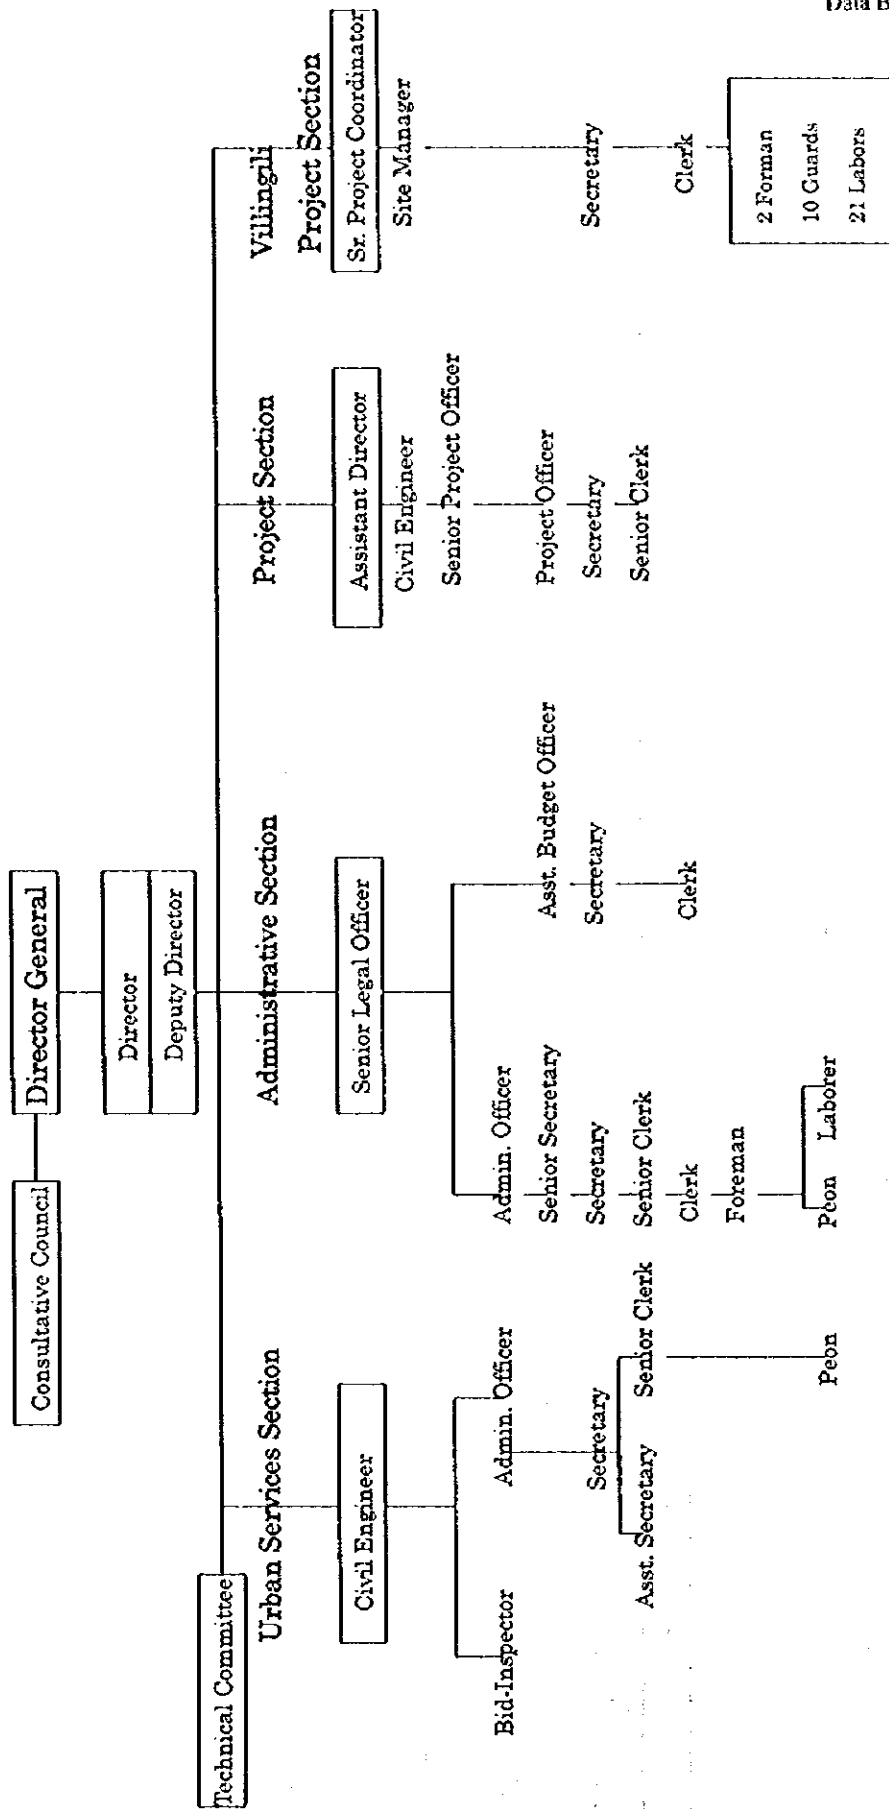 Data B
Consultative Council
Director General
Director
Deputy Director
Technical Committee
Urban Services Section
Civil Engineer
Bid-Inspector
Admin. Officer
Secretary
Asst. Secretary
Senior Clerk
Peon
Administrative Section
Senior Legal Officer
Admin. Officer
Senior Secretary
Secretary
Senior Clerk
Clerk
Foreman
Peon Laborer
Asst. Budget Officer
Secretary
Clerk
Project Section
Assistant Director
Civil Engineer
Senior Project Officer
Project Officer
Secretary
Senior Clerk
Villingili
Project Section
Sr. Project Coordinator
Site Manager
Secretary
Clerk
2 Forman
10 Guards
21 Labors